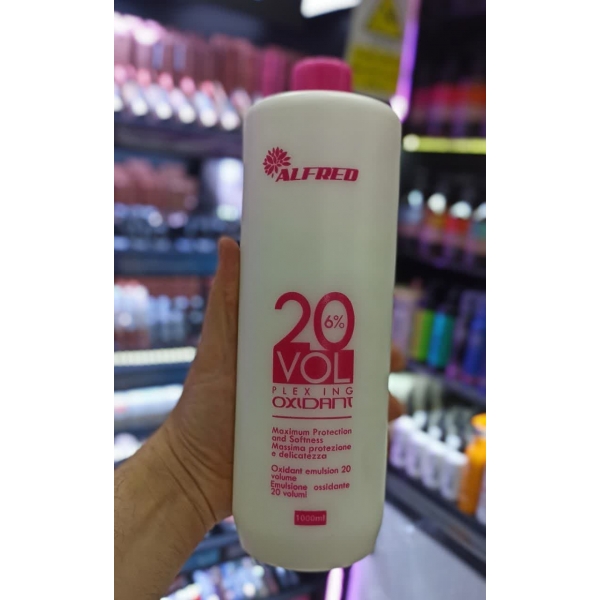 ALFRED
20
6%
VOL
PLEX ING
OXIDANT
Maximum Protection
and Softness
Massima protezione
e delicatézza
Oxidant emulsion 20
volume
Emulsione ossidante
20 volumi
1000ml